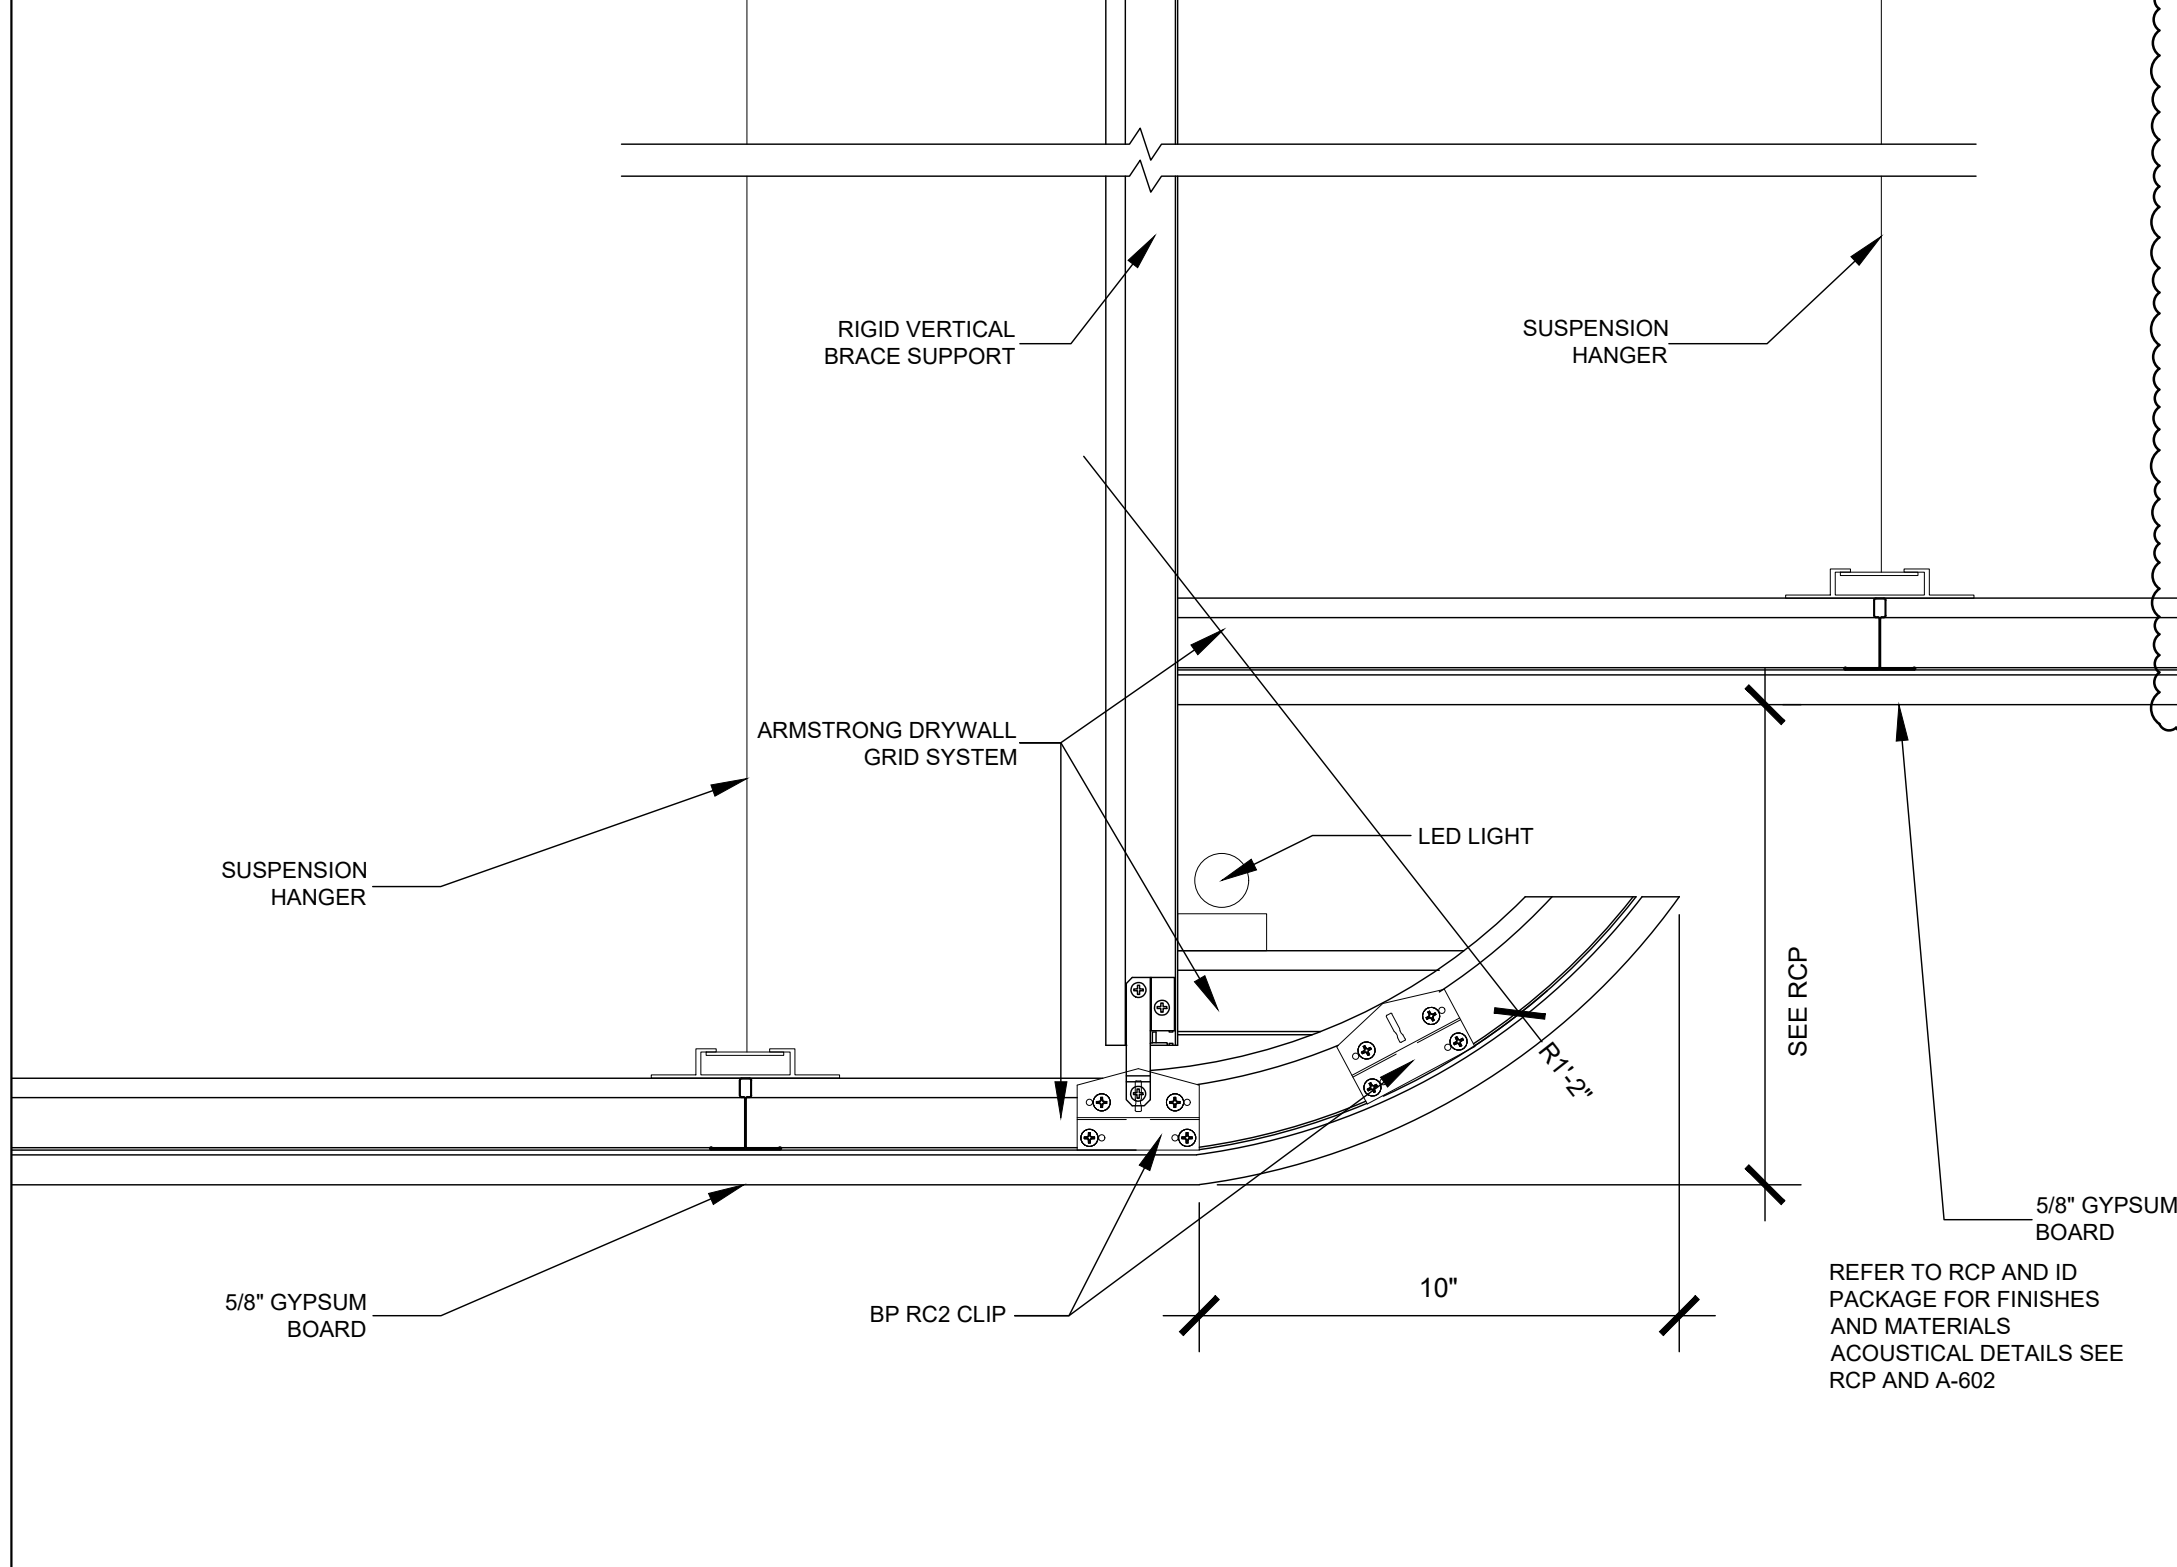 RIGID VERTICAL
BRACE SUPPORT
SUSPENSION
HANGER
ARMSTRONG DRYWALL
GRID SYSTEM
LED LIGHT
SUSPENSION
HANGER
SEE RCP
R1'-2"
5/8" GYPSUM
BOARD
10"
5/8" GYPSUM
BOARD
BP RC2 CLIP
REFER TO RCP AND ID
PACKAGE FOR FINISHES
AND MATERIALS
ACOUSTICAL DETAILS SEE
RCP AND A-602